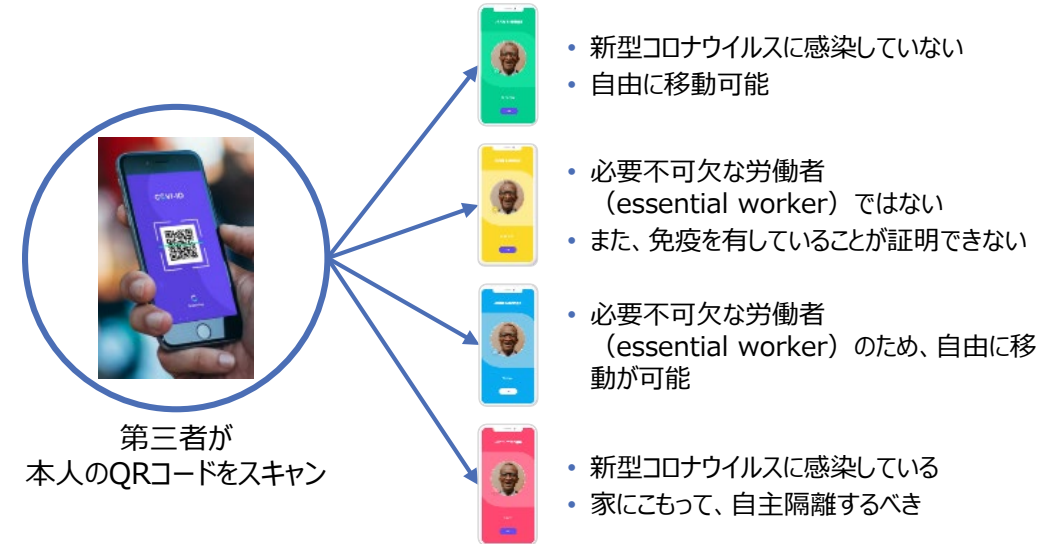 COVI-ID
第三者が
本人のQRコードをスキャン
• 新型コロナウイルスに感染していない
• 自由に移動可能
• 必要不可欠な労働者
（essential worker）ではない
• また、免疫を有していることが証明できない
• 必要不可欠な労働者
（essential worker）のため、自由に移
動が可能
• 新型コロナウイルスに感染している
• 家にこもって、自主隔離するべき